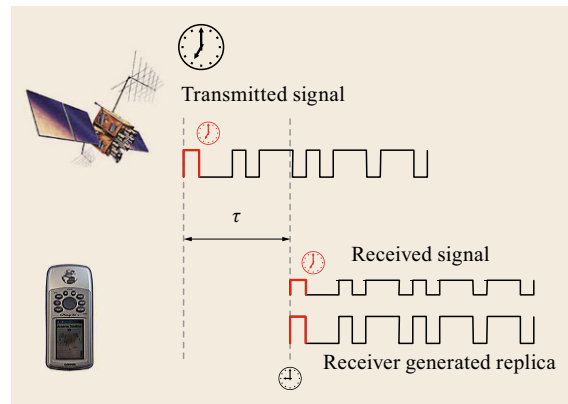 Transmitted signal
τ
Received signal
Receiver generated replica